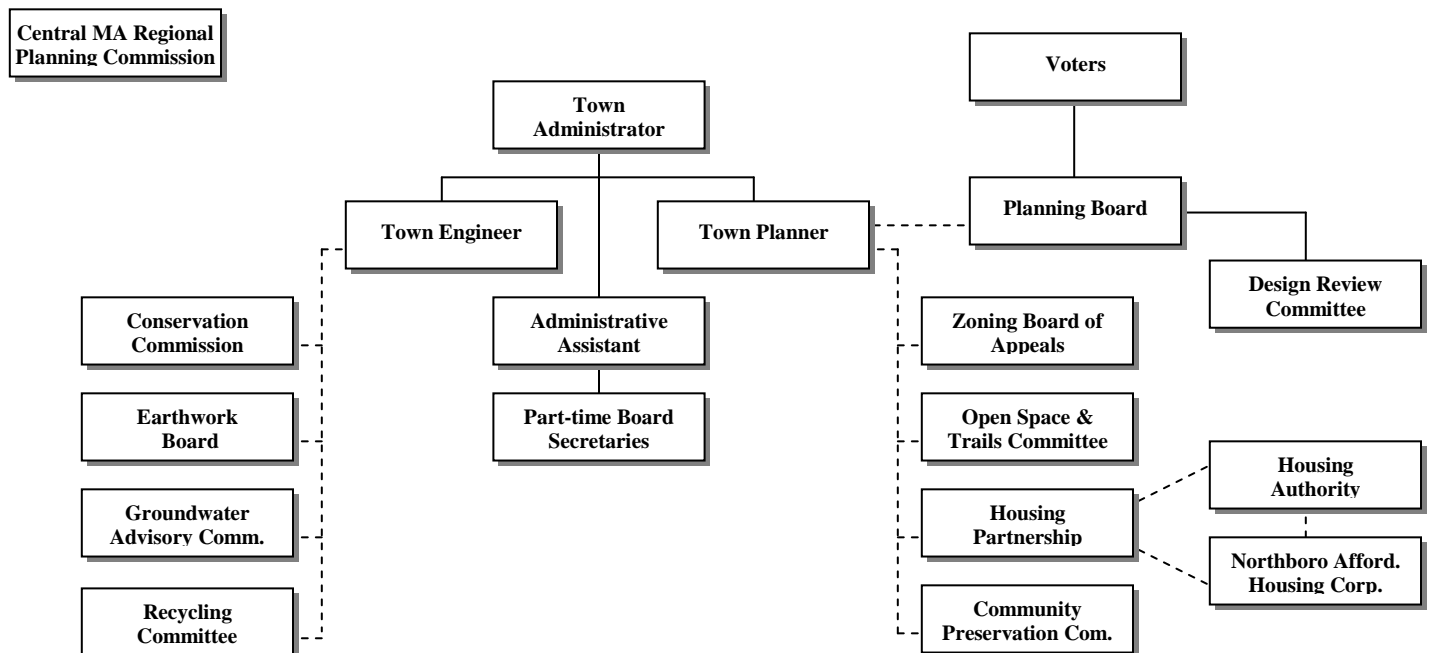 Central MA Regional
Planning Commission
Voters
Town
Administrator
Planning Board
Town Engineer
Town Planner
Design Review
Committee
Conservation
Commission
Administrative
Assistant
Zoning Board of
Appeals
Earthwork
Board
Part-time Board
Secretaries
Open Space &
Trails Committee
Housing
Authority
Groundwater
Advisory Comm.
Housing
Partnership
Northboro Afford.
Housing Corp.
Recycling
Committee
Community
Preservation Com.